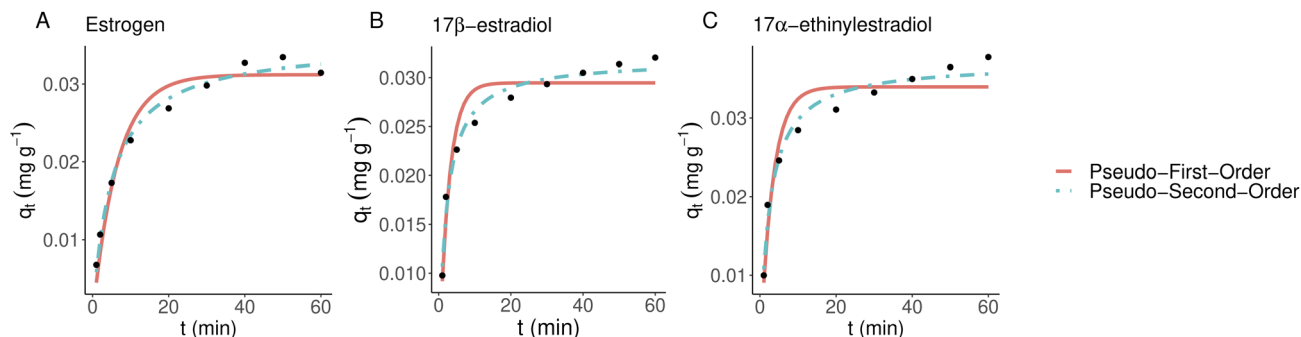 A Estrogen
0.03
0.02
0.01
qt (mg g−1)
0 20 40 60
t (min)
B 17β−estradiol
0.030
0.025
0.020
0.015
0.010
qt (mg g−1)
0 20 40 60
t (min)
C 17α−ethinylestradiol
0.03
0.02
0.01
qt (mg g−1)
0 20 40 60
t (min)
Pseudo−First−Order
Pseudo−Second−Order